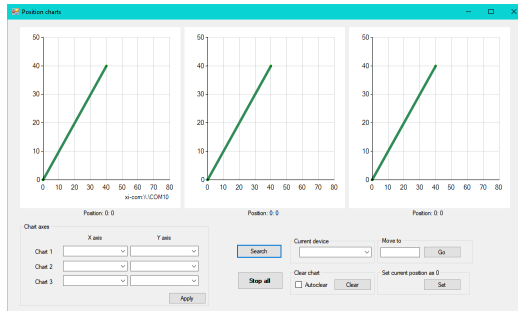 Position charts
50 50 50
40 40 40
30 30 30
20 20 20
10 10 10
0 0 0
0 10 20 30 40 50 60 70 80 0 10 20 30 40 50 60 70 80 0 10 20 30 40 50 60 70 80
xi-com:\\.\COM10
Position: 0: 0 Position: 0: 0 Position: 0: 0
Chart axes
X axis Y axis
Chart 1
Chart 2
Chart 3
Apply
Search
Stop all
Current device
Move to
Go
Clear chart
Autoclear Clear
Set current position as 0
Set